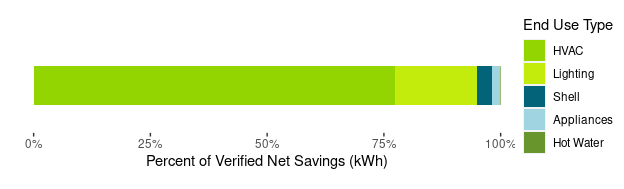 End Use Type
HVAC
Lighting
Shell
Appliances
Hot Water
0% 25% 50% 75% 100%
Percent of Verified Net Savings (kWh)